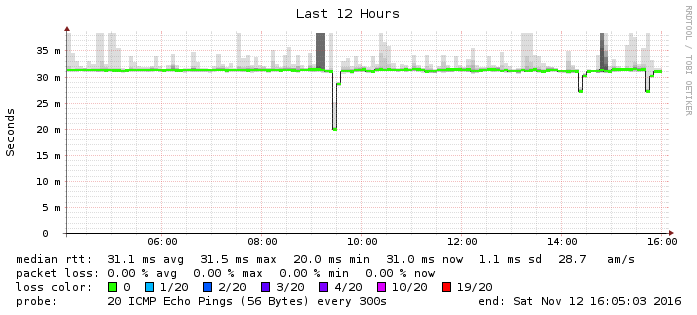 Last 12 Hours
RRDTOOL / TOBI OETIKER
Seconds
35 m
30 m
25 m
20 m
15 m
10 m
5 m
0
06:00 08:00 10:00 12:00 14:00 16:00
median rtt: 31.1 ms avg 31.5 ms max 20.0 ms min 31.0 ms now 1.1 ms sd 28.7 am/s
packet loss: 0.00 % avg 0.00 % max 0.00 % min 0.00 % now
loss color: 0 1/20 2/20 3/20 4/20 10/20 19/20
probe: 20 ICMP Echo Pings (56 Bytes) every 300s end: Sat Nov 12 16:05:03 2016